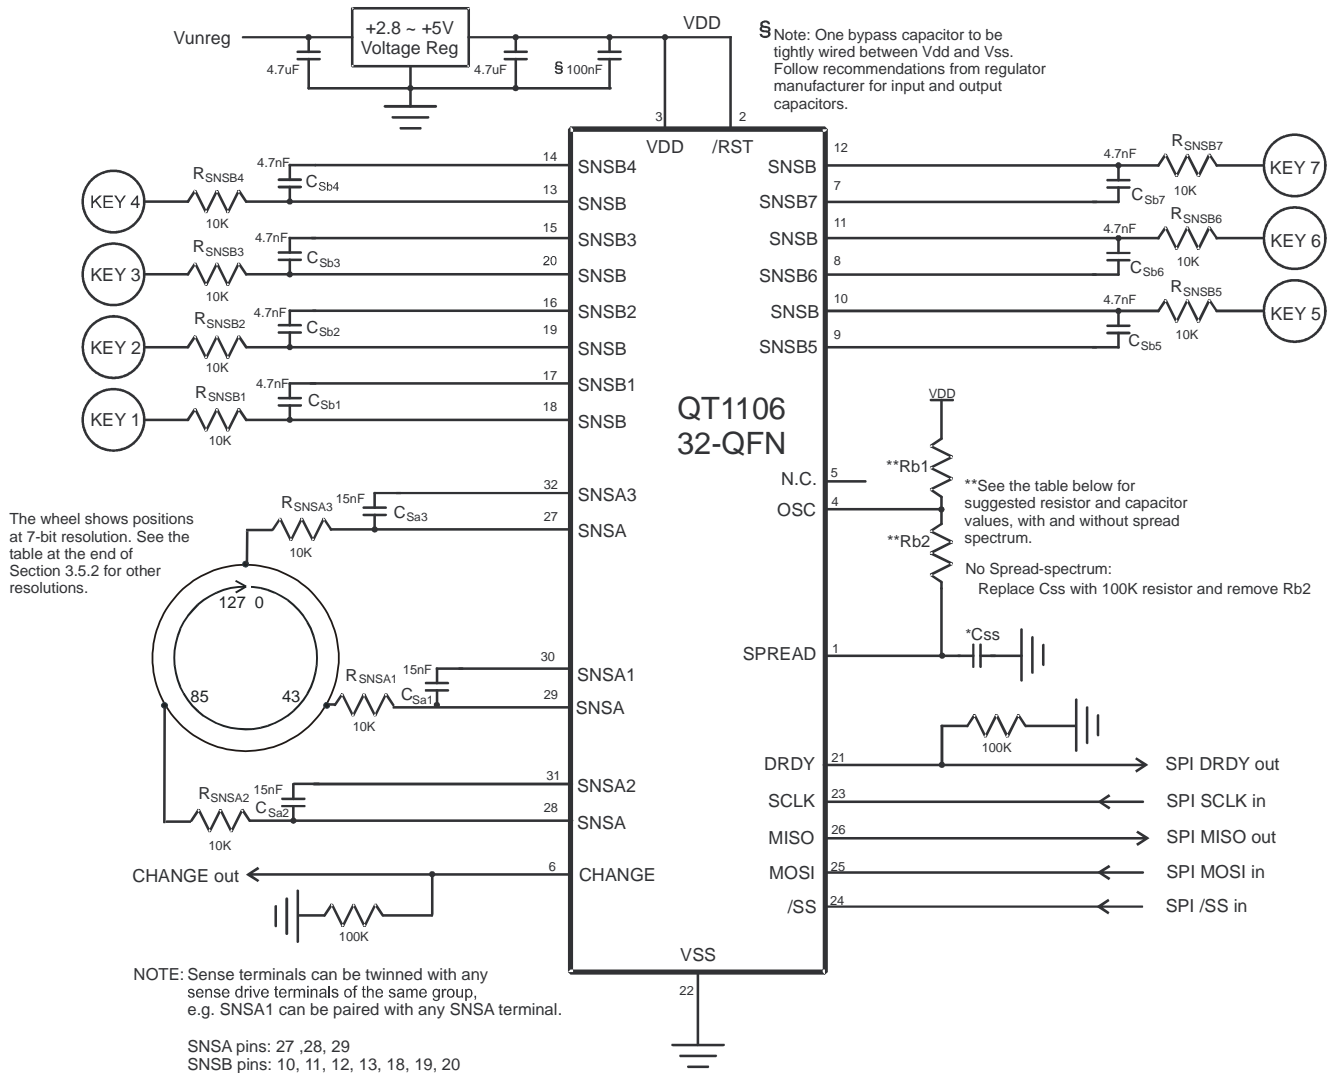 Vunreg
+2.8 ~ +5V
Voltage Reg
VDD
4.7uF
4.7uF
§ 100nF
§ Note: One bypass capacitor to be
tightly wired between Vdd and Vss.
Follow recommendations from regulator
manufacturer for input and output
capacitors.
3
2
VDD
/RST
KEY 4
RSNSB4
10K
4.7nF
CSb4
14
SNSB4
13
SNSB
KEY 3
RSNSB3
10K
4.7nF
CSb3
15
SNSB3
20
SNSB
KEY 2
RSNSB2
10K
4.7nF
CSb2
16
SNSB2
19
SNSB
KEY 1
RSNSB1
10K
4.7nF
CSb1
17
SNSB1
18
SNSB
SNSB
12
4.7nF
RSNSB7
10K
KEY 7
SNSB7
7
CSb7
SNSB
11
4.7nF
RSNSB6
10K
KEY 6
SNSB6
8
CSb6
SNSB
10
4.7nF
RSNSB5
10K
KEY 5
SNSB5
9
CSb5
QT1106
32-QFN
VDD
**Rb1
N.C.
5
OSC
4
**Rb2
**See the table below for
suggested resistor and capacitor
values, with and without spread
spectrum.
No Spread-spectrum:
Replace Css with 100K resistor and remove Rb2
SPREAD
1
*Css
The wheel shows positions
at 7-bit resolution. See the
table at the end of
Section 3.5.2 for other
resolutions.
RSNSA3
10K
15nF
CSa3
32
SNSA3
27
SNSA
127 0
85
43
RSNSA1
10K
15nF
CSa1
30
SNSA1
29
SNSA
RSNSA2
10K
15nF
CSa2
31
SNSA2
28
SNSA
CHANGE out
6
CHANGE
100K
100K
DRDY
21
SPI DRDY out
SCLK
23
SPI SCLK in
MISO
26
SPI MISO out
MOSI
25
SPI MOSI in
/SS
24
SPI /SS in
VSS
22
NOTE: Sense terminals can be twinned with any
sense drive terminals of the same group,
e.g. SNSA1 can be paired with any SNSA terminal.
SNSA pins: 27 ,28, 29
SNSB pins: 10, 11, 12, 13, 18, 19, 20